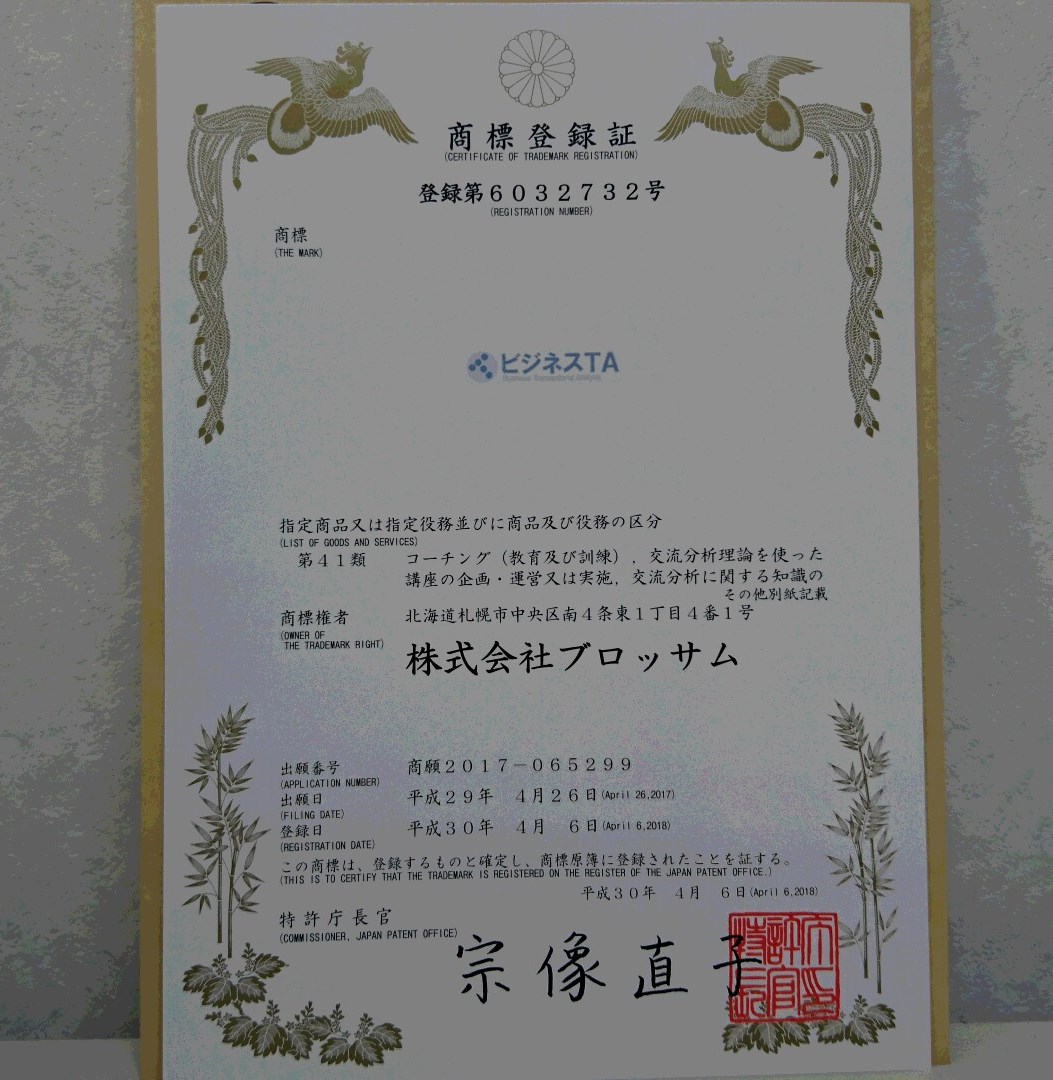 商標登録証
(CERTIFICATE OF TRADEMARK REGISTRATION)
登録第6032732号
(REGISTRATION NUMBER)
商標
(THE MARK)
ビジネスTA
Business Transactional Analysis
指定商品又は指定役務並びに商品及び役務の区分
(LIST OF GOODS AND SERVICES)
第41類 コーチング(教育及び訓練),交流分析理論を使った
講座の企画・運営又は実施,交流分析に関する知識の
その他別紙記載
商標権者 北海道札幌市中央区南4条東1丁目4番1号
(OWNER OF
THE TRADEMARK RIGHT)
株式会社ブロッサム
出願番号 商願2017-065299
(APPLICATION NUMBER)
出願日 平成29年 4月26日(April 26,2017)
(FILING DATE)
登録日 平成30年 4月 6日(April 6,2018)
(REGISTRATION DATE)
この商標は、登録するものと確定し、商標原簿に登録されたことを証する。
(THIS IS TO CERTIFY THAT THE TRADEMARK IS REGISTERED ON THE REGISTER OF THE JAPAN PATENT OFFICE.)
平成30年 4月 6日(April 6,2018)
特許庁長官
(COMMISSIONER, JAPAN PATENT OFFICE)
宗像直子